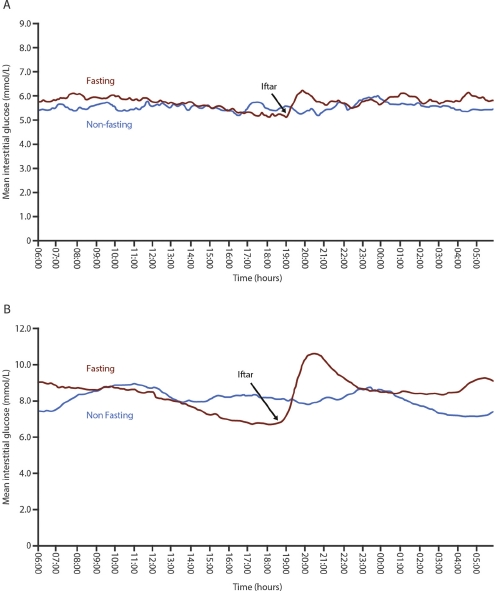 A
9.0
8.0
7.0
6.0
5.0
4.0
3.0
2.0
1.0
0
Mean interstitial glucose (mmol/L)
Fasting
Non-fasting
Iftar
06:00 07:00 08:00 09:00 10:00 11:00 12:00 13:00 14:00 15:00 16:00 17:00 18:00 19:00 20:00 21:00 22:00 23:00 00:00 01:00 02:00 03:00 04:00 05:00
Time (hours)
B
12.0
10.0
8.0
6.0
4.0
2.0
0
Mean interstitial glucose (mmol/L)
Fasting
Non Fasting
Iftar
06:00 07:00 08:00 09:00 10:00 11:00 12:00 13:00 14:00 15:00 16:00 17:00 18:00 19:00 20:00 21:00 22:00 23:00 00:00 01:00 02:00 03:00 04:00 05:00
Time (hours)